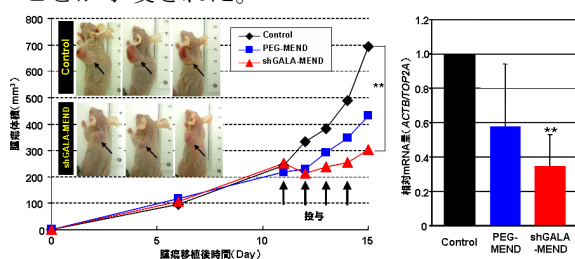 ことが示唆された。
腫瘍体積(mm³)
800
700
600
500
400
300
200
100
0
Control
shGALA-MEND
Control
PEG-MEND
shGALA-MEND
**
投与
0
5
10
15
腫瘍移植後時間(Day)
相対mRNA量(ACTB/TOP2A)
1.2
1.0
0.8
0.6
0.4
0.2
0
**
Control
PEG-
MEND
shGALA
-MEND